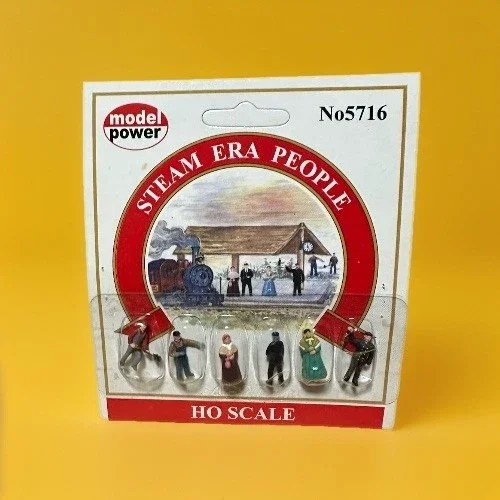 model
power
No5716
STEAM ERA PEOPLE
HO SCALE